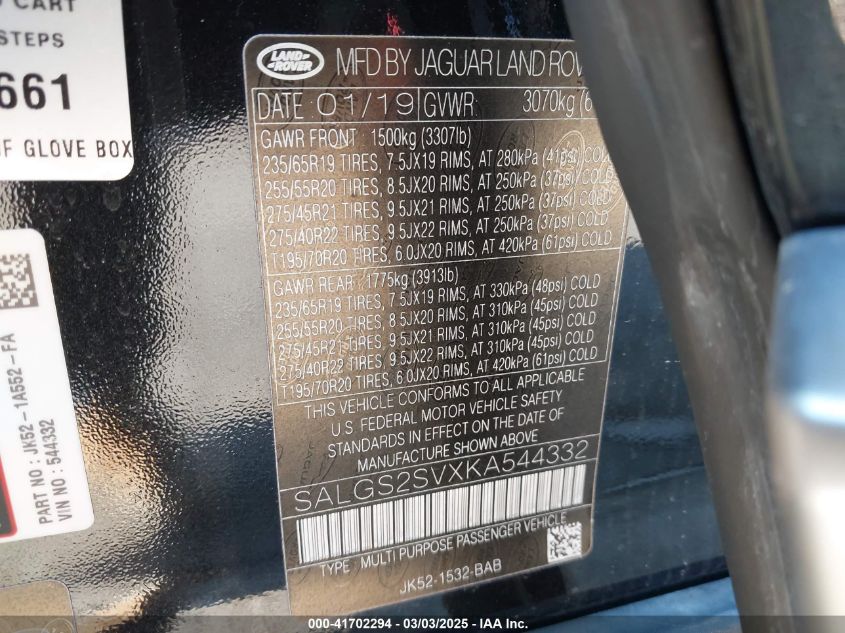 CART
STEPS
661
OF GLOVE BOX
PKA NO : JK52-1A552-FA
VIN NO : 544332
LAND
ROVER
MFD BY JAGUAR LAND ROV
DATE: 01/19 GVWR: 3070kg (6
GAWR FRONT 1500kg (3307lb)
235/65R19 TIRES, 7.5JX19 RIMS, AT 280kPa (41psi) COLD
255/55R20 TIRES, 8.5JX20 RIMS, AT 250kPa (37psi) COLD
275/45R21 TIRES, 9.5JX21 RIMS, AT 250kPa (37psi) COLD
275/40R22 TIRES, 9.5JX22 RIMS, AT 250kPa (37psi) COLD
T195/70R20 TIRES, 6.0JX20 RIMS, AT 420kPa (61psi) COLD
GAWR REAR 1775kg (3913lb)
235/65R19 TIRES, 7.5JX19 RIMS, AT 330kPa (48psi) COLD
255/55R20 TIRES, 8.5JX20 RIMS, AT 310kPa (45psi) COLD
275/45R21 TIRES, 9.5JX21 RIMS, AT 310kPa (45psi) COLD
275/40R22 TIRES, 9.5JX22 RIMS, AT 310kPa (45psi) COLD
T195/70R20 TIRES, 6.0JX20 RIMS, AT 420kPa (61psi) COLD
THIS VEHICLE CONFORMS TO ALL APPLICABLE
U.S. FEDERAL MOTOR VEHICLE SAFETY
STANDARDS IN EFFECT ON THE DATE OF
MANUFACTURE SHOWN ABOVE
SALGS2SVXKA544332
TYPE : MULTI PURPOSE PASSENGER VEHICLE
JK52-1532-BAB
000-41702294 - 03/03/2025 - IAA Inc.